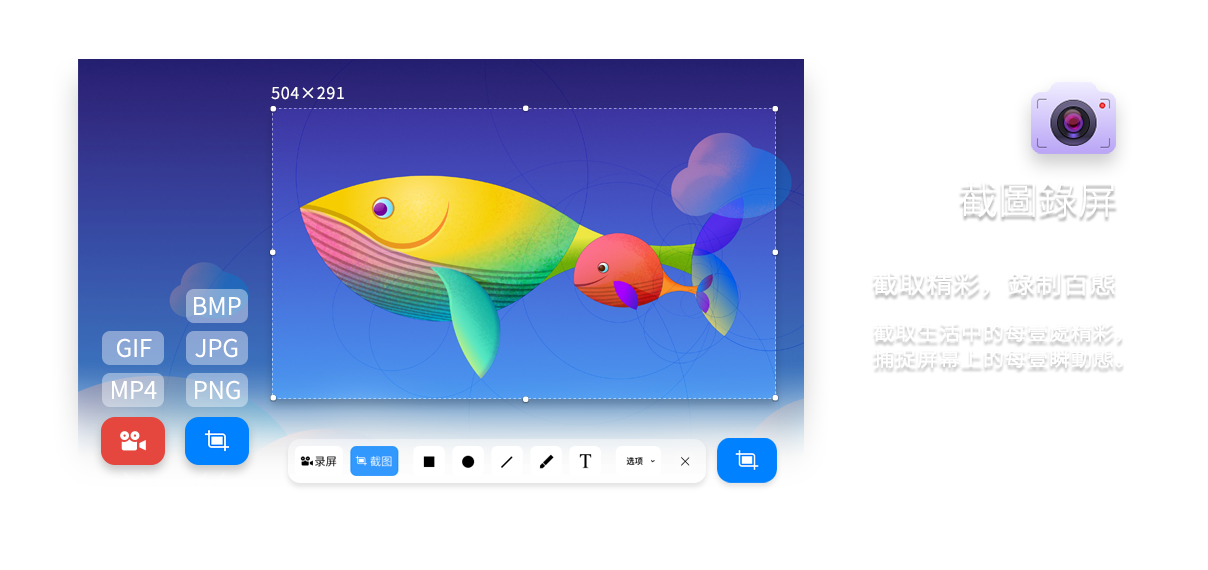 504×291
BMP
GIF
JPG
MP4
PNG
录屏
截图
T
选项
截圖錄屏
截取精彩，錄制百態
截取生活中的每壹處精彩，
捕捉屏幕上的每壹瞬動態。